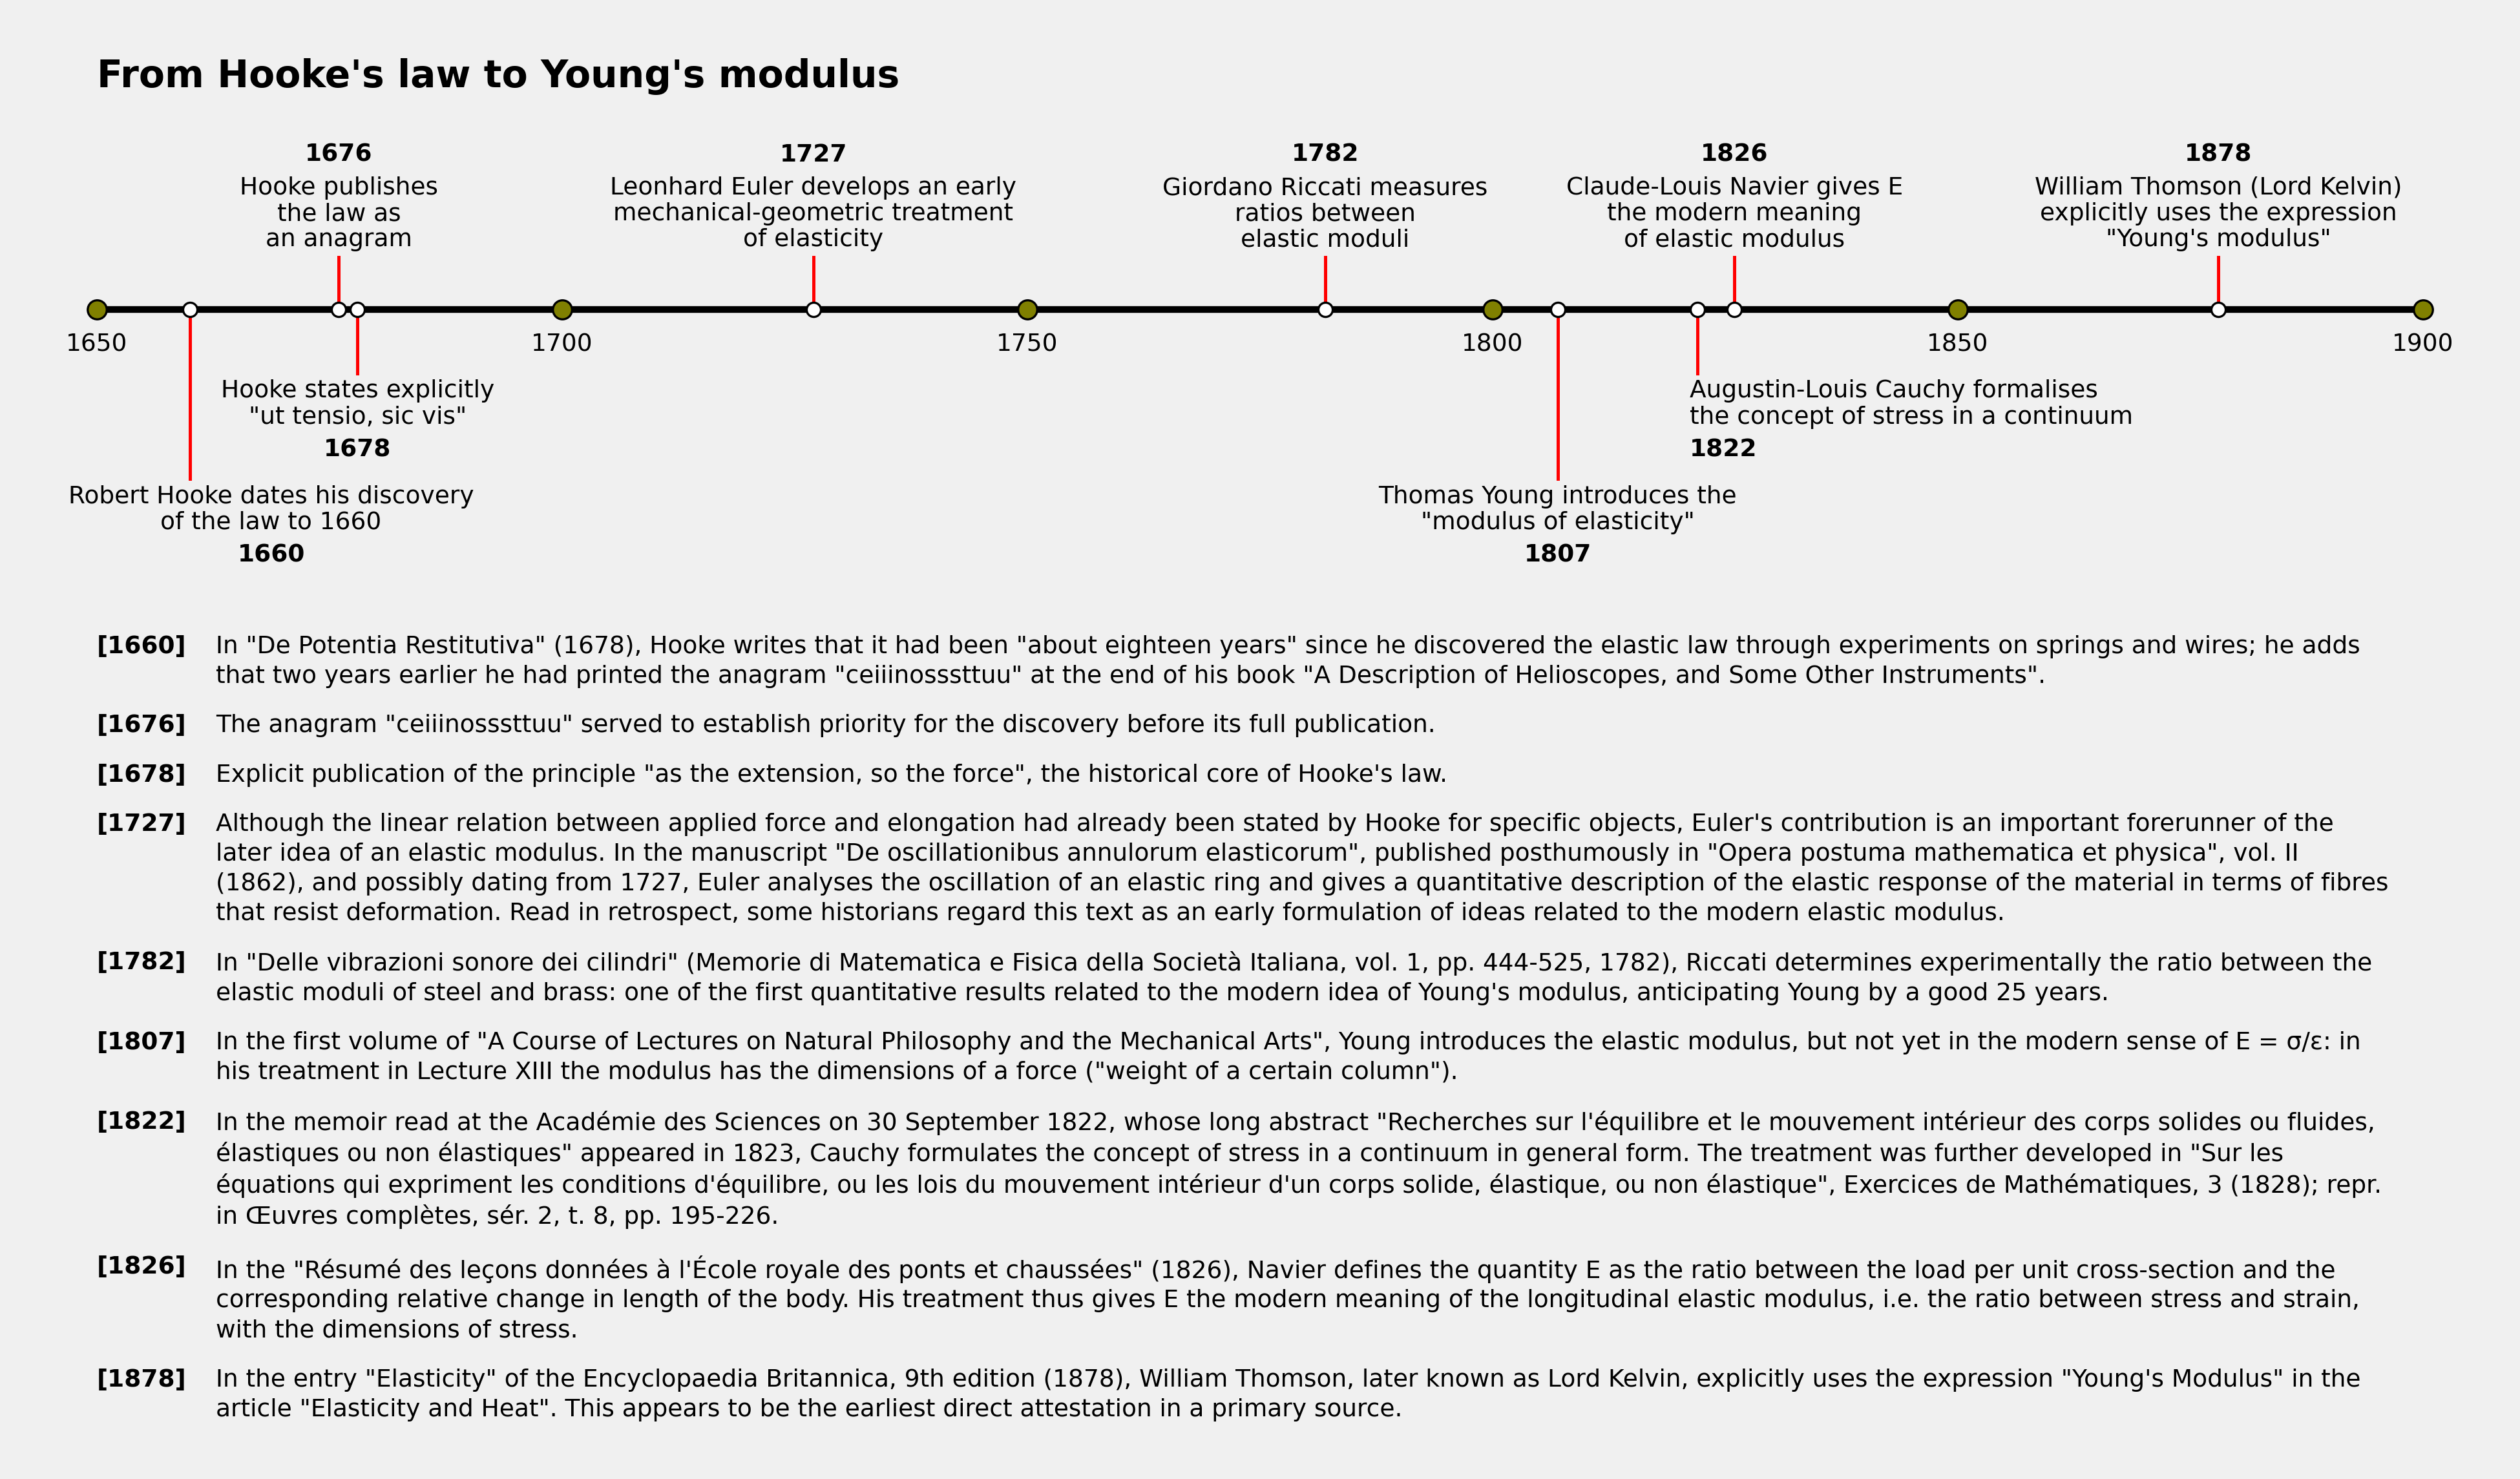 From Hooke's law to Young's modulus
1676
Hooke publishes
the law as
an anagram
1727
Leonhard Euler develops an early
mechanical-geometric treatment
of elasticity
1782
Giordano Riccati measures
ratios between
elastic moduli
1826
Claude-Louis Navier gives E
the modern meaning
of elastic modulus
1878
William Thomson (Lord Kelvin)
explicitly uses the expression
"Young's modulus"
1650
1700
1750
1800
1850
1900
Hooke states explicitly
"ut tensio, sic vis"
1678
Augustin-Louis Cauchy formalises
the concept of stress in a continuum
1822
Robert Hooke dates his discovery
of the law to 1660
1660
Thomas Young introduces the
"modulus of elasticity"
1807
[1660] In "De Potentia Restitutiva" (1678), Hooke writes that it had been "about eighteen years" since he discovered the elastic law through experiments on springs and wires; he adds
that two years earlier he had printed the anagram "ceiiinosssttuu" at the end of his book "A Description of Helioscopes, and Some Other Instruments".
[1676] The anagram "ceiiinosssttuu" served to establish priority for the discovery before its full publication.
[1678] Explicit publication of the principle "as the extension, so the force", the historical core of Hooke's law.
[1727] Although the linear relation between applied force and elongation had already been stated by Hooke for specific objects, Euler's contribution is an important forerunner of the
later idea of an elastic modulus. In the manuscript "De oscillationibus annulorum elasticorum", published posthumously in "Opera postuma mathematica et physica", vol. II
(1862), and possibly dating from 1727, Euler analyses the oscillation of an elastic ring and gives a quantitative description of the elastic response of the material in terms of fibres
that resist deformation. Read in retrospect, some historians regard this text as an early formulation of ideas related to the modern elastic modulus.
[1782] In "Delle vibrazioni sonore dei cilindri" (Memorie di Matematica e Fisica della Società Italiana, vol. 1, pp. 444-525, 1782), Riccati determines experimentally the ratio between the
elastic moduli of steel and brass: one of the first quantitative results related to the modern idea of Young's modulus, anticipating Young by a good 25 years.
[1807] In the first volume of "A Course of Lectures on Natural Philosophy and the Mechanical Arts", Young introduces the elastic modulus, but not yet in the modern sense of E = σ/ε: in
his treatment in Lecture XIII the modulus has the dimensions of a force ("weight of a certain column").
[1822] In the memoir read at the Académie des Sciences on 30 September 1822, whose long abstract "Recherches sur l'équilibre et le mouvement intérieur des corps solides ou fluides,
élastiques ou non élastiques" appeared in 1823, Cauchy formulates the concept of stress in a continuum in general form. The treatment was further developed in "Sur les
équations qui expriment les conditions d'équilibre, ou les lois du mouvement intérieur d'un corps solide, élastique, ou non élastique", Exercices de Mathématiques, 3 (1828); repr.
in Œuvres complètes, sér. 2, t. 8, pp. 195-226.
[1826] In the "Résumé des leçons données à l'École royale des ponts et chaussées" (1826), Navier defines the quantity E as the ratio between the load per unit cross-section and the
corresponding relative change in length of the body. His treatment thus gives E the modern meaning of the longitudinal elastic modulus, i.e. the ratio between stress and strain,
with the dimensions of stress.
[1878] In the entry "Elasticity" of the Encyclopaedia Britannica, 9th edition (1878), William Thomson, later known as Lord Kelvin, explicitly uses the expression "Young's Modulus" in the
article "Elasticity and Heat". This appears to be the earliest direct attestation in a primary source.